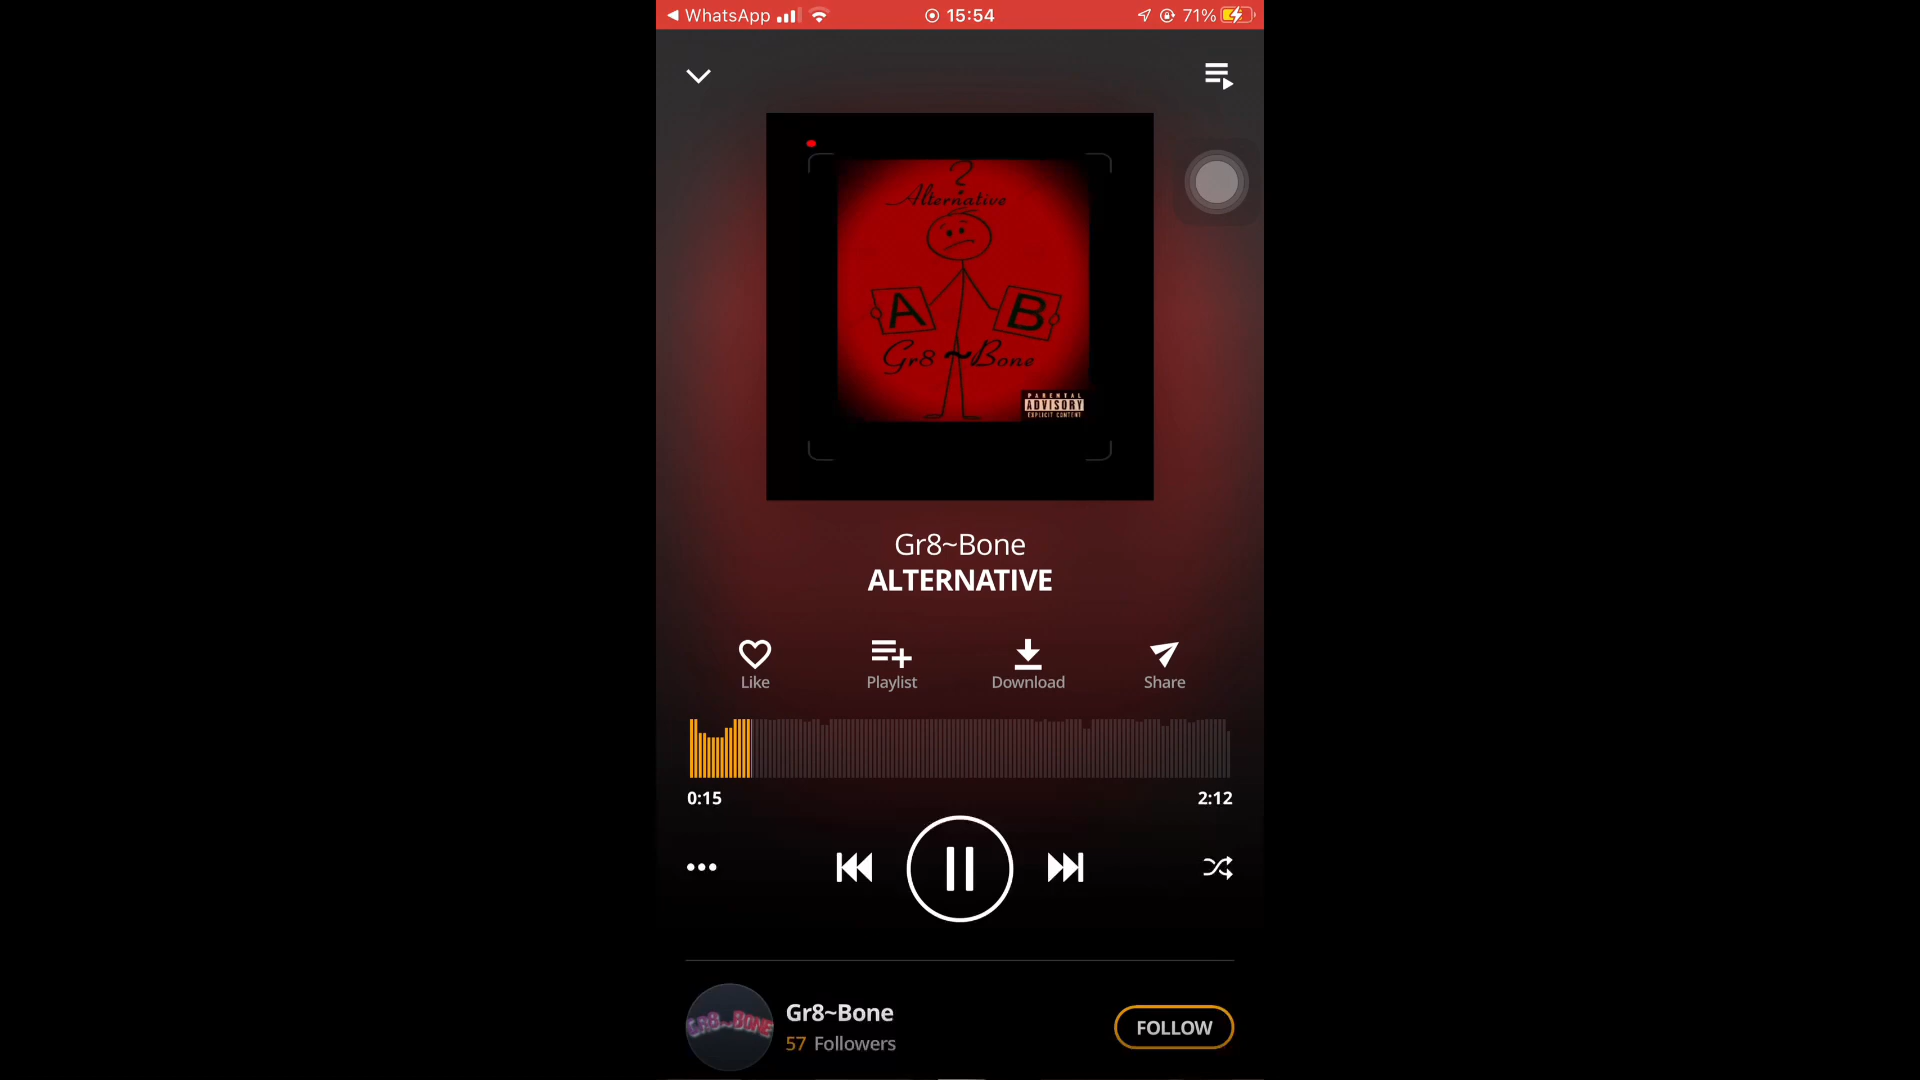 WhatsApp 15:54 71%
?
Alternative
A B
Gr8~Bone
PARENTAL
ADVISORY
EXPLICIT CONTENT
Gr8~Bone
ALTERNATIVE
Like Playlist Download Share
0:15 2:12
GR8~BONE
Gr8~Bone
57 Followers
FOLLOW